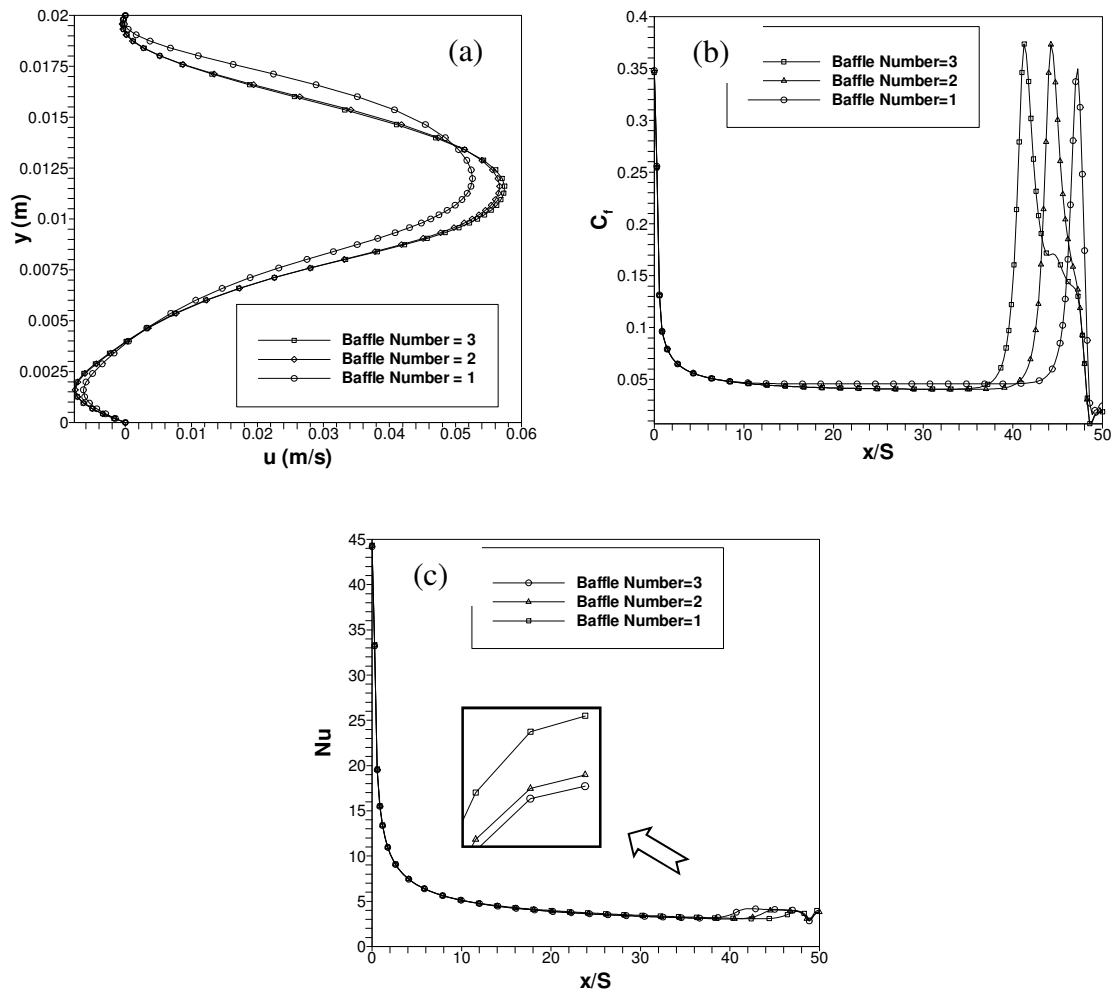 (a)
0.02
0.0175
0.015
0.0125
0.01
0.0075
0.005
0.0025
0
y (m)
0 0.01 0.02 0.03 0.04 0.05 0.06
u (m/s)
Baffle Number = 3
Baffle Number = 2
Baffle Number = 1
(b)
0.4
0.35
0.3
0.25
0.2
0.15
0.1
0.05
Cf
0 10 20 30 40 50
x/S
Baffle Number=3
Baffle Number=2
Baffle Number=1
(c)
45
40
35
30
25
20
15
10
5
0
Nu
0 10 20 30 40 50
x/S
Baffle Number=3
Baffle Number=2
Baffle Number=1